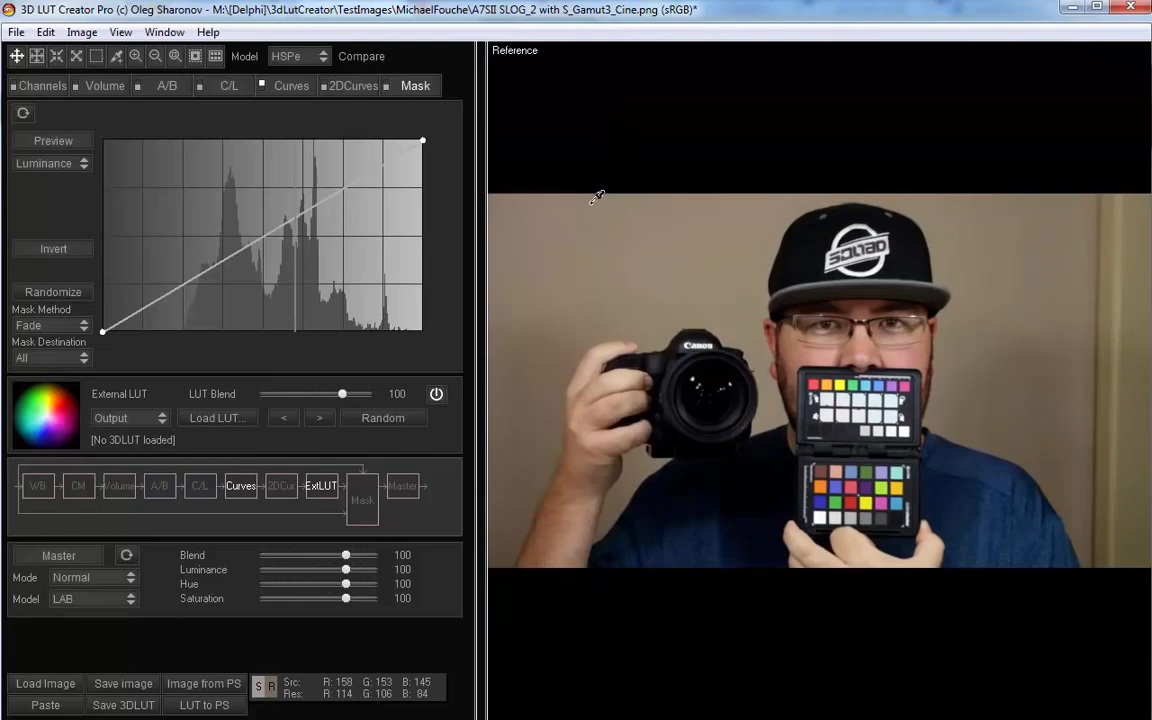 3D LUT Creator Pro (c) Oleg Sharonov - M:\[Delphi]\3dLutCreator\TestImages\MichaelFouche\A7SII SLOG_2 with S_Gamut3_Cine.png (sRGB)*
File Edit Image View Window Help
Model HSPe Compare
Channels Volume A/B C/L Curves 2DCurves Mask
Preview
Luminance
Invert
Randomize
Mask Method
Fade
Mask Destination
All
External LUT LUT Blend 100
Output Load LUT... < > Random
[No 3DLUT loaded]
WB CM Volume A/B C/L Curves 2DCur ExtLUT Mask Master
Master Blend 100
Luminance 100
Mode Normal Hue 100
Model LAB Saturation 100
Load Image Save image Image from PS
Paste Save 3DLUT LUT to PS
S R Src: R: 158 G: 153 B: 145
Res: R: 114 G: 106 B: 84
Reference
SQUAD
Canon